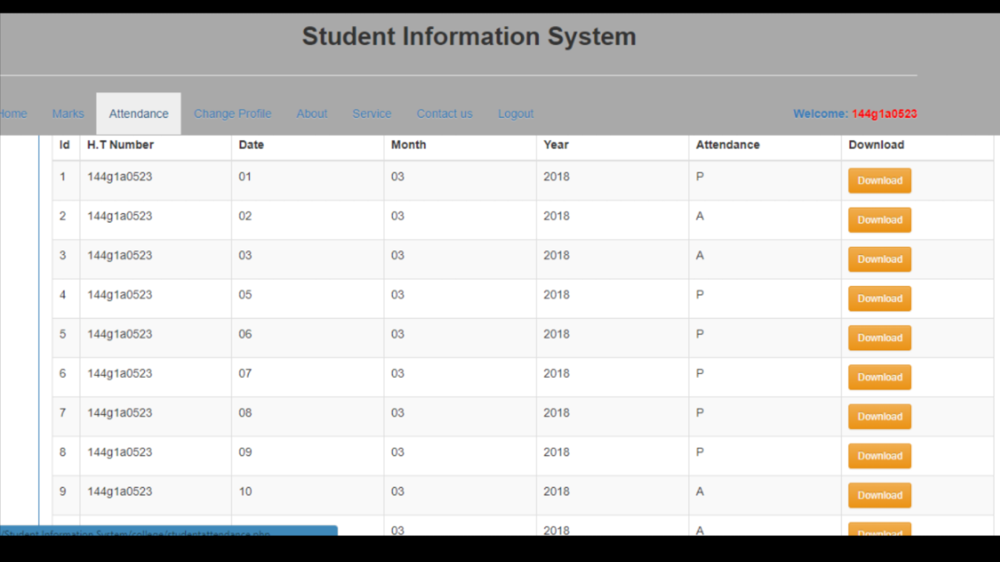 Student Information System
Home Marks Attendance Change Profile About Service Contact us Logout Welcome: 144g1a0523
Id H.T Number Date Month Year Attendance Download
1 144g1a0523 01 03 2018 P Download
2 144g1a0523 02 03 2018 A Download
3 144g1a0523 03 03 2018 A Download
4 144g1a0523 05 03 2018 P Download
5 144g1a0523 06 03 2018 P Download
6 144g1a0523 07 03 2018 P Download
7 144g1a0523 08 03 2018 P Download
8 144g1a0523 09 03 2018 P Download
9 144g1a0523 10 03 2018 A Download
03 2018 A Download
/Student Information System/college/studentattendance.php